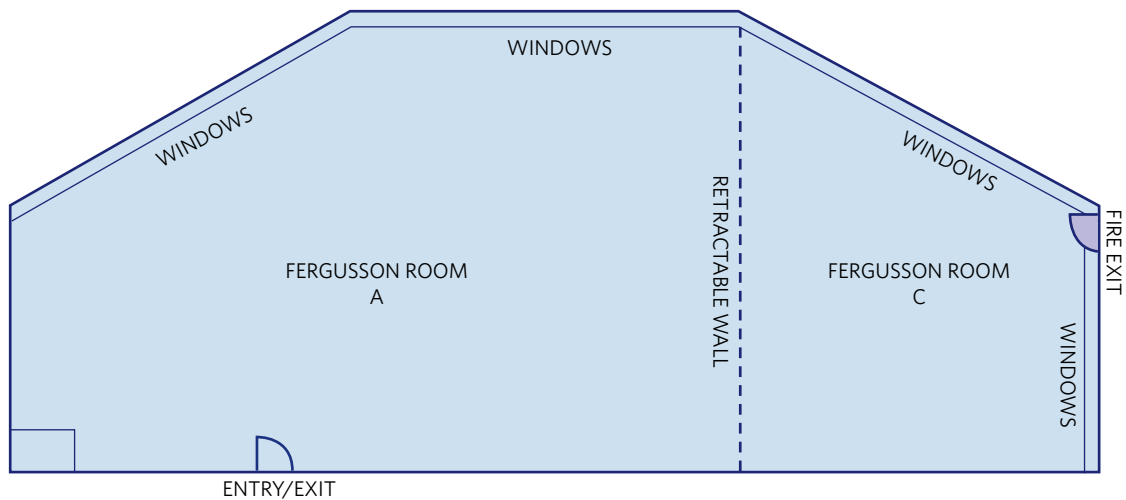 WINDOWS
WINDOWS
WINDOWS
RETRACTABLE WALL
FIRE EXIT
FERGUSSON ROOM
A
FERGUSSON ROOM
C
WINDOWS
ENTRY/EXIT